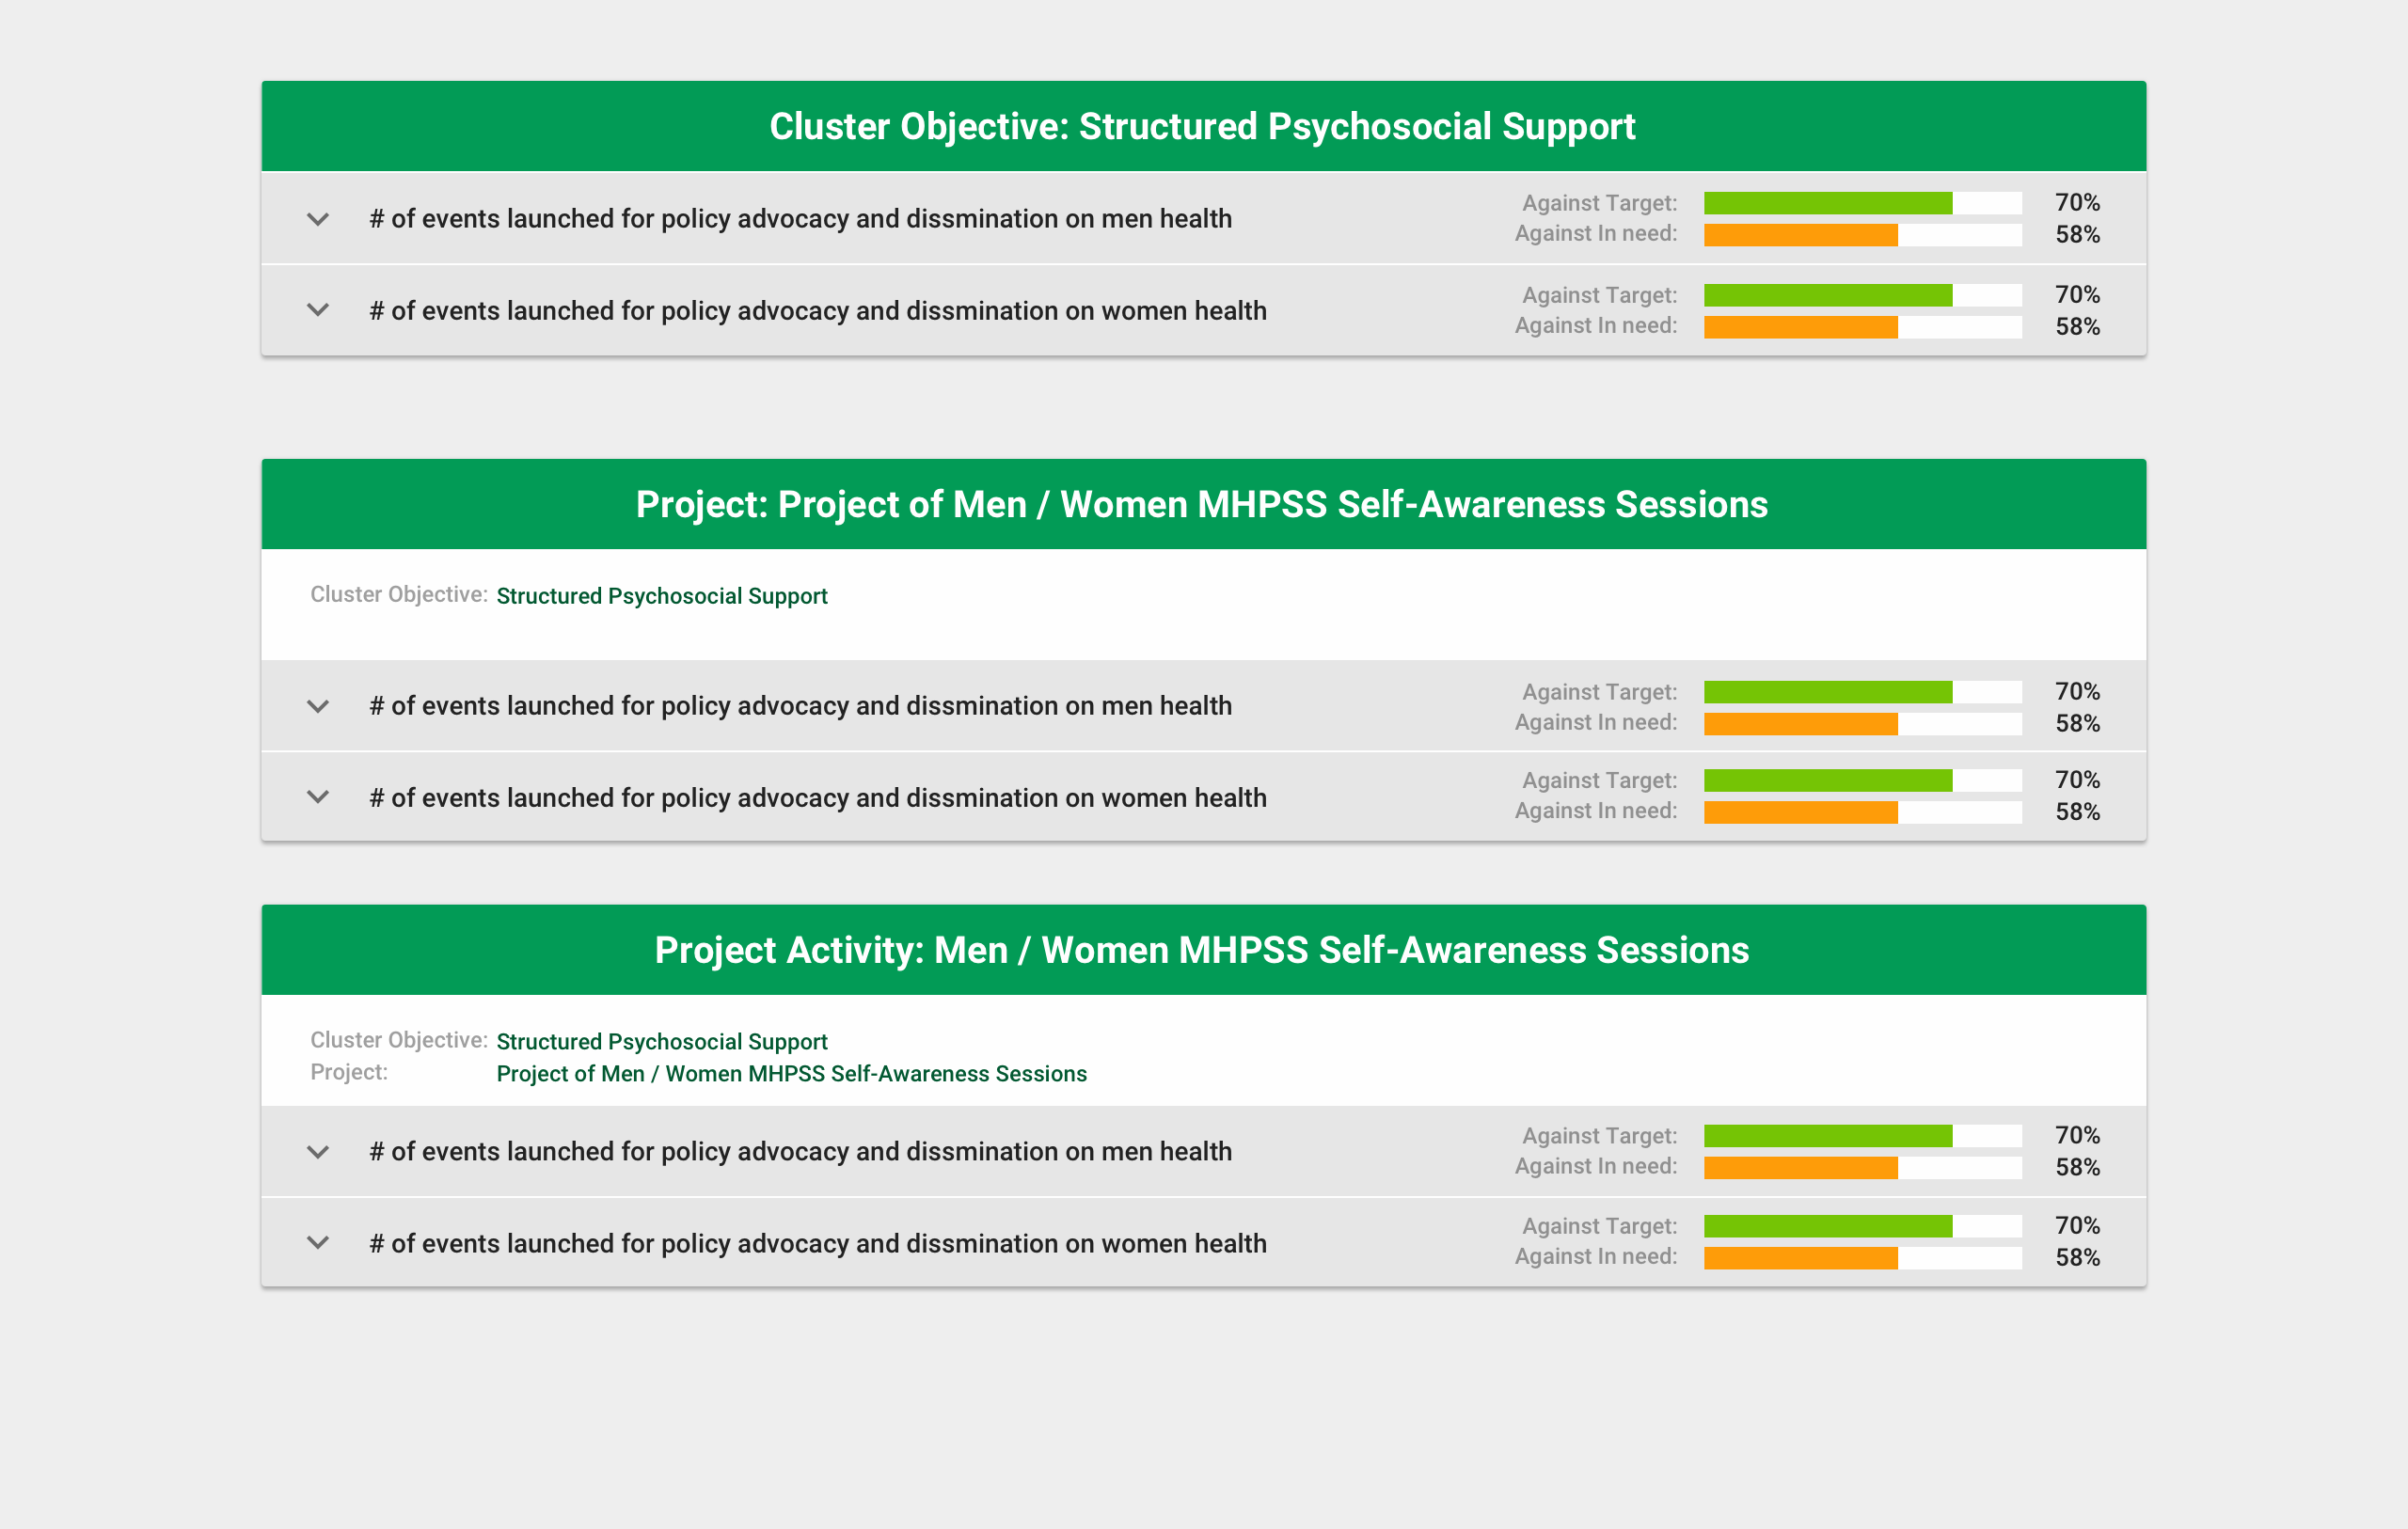 Cluster Objective: Structured Psychosocial Support
# of events launched for policy advocacy and dissmination on men health
Against Target: 70%
Against In need: 58%
# of events launched for policy advocacy and dissmination on women health
Against Target: 70%
Against In need: 58%
Project: Project of Men / Women MHPSS Self-Awareness Sessions
Cluster Objective: Structured Psychosocial Support
# of events launched for policy advocacy and dissmination on men health
Against Target: 70%
Against In need: 58%
# of events launched for policy advocacy and dissmination on women health
Against Target: 70%
Against In need: 58%
Project Activity: Men / Women MHPSS Self-Awareness Sessions
Cluster Objective: Structured Psychosocial Support
Project: Project of Men / Women MHPSS Self-Awareness Sessions
# of events launched for policy advocacy and dissmination on men health
Against Target: 70%
Against In need: 58%
# of events launched for policy advocacy and dissmination on women health
Against Target: 70%
Against In need: 58%